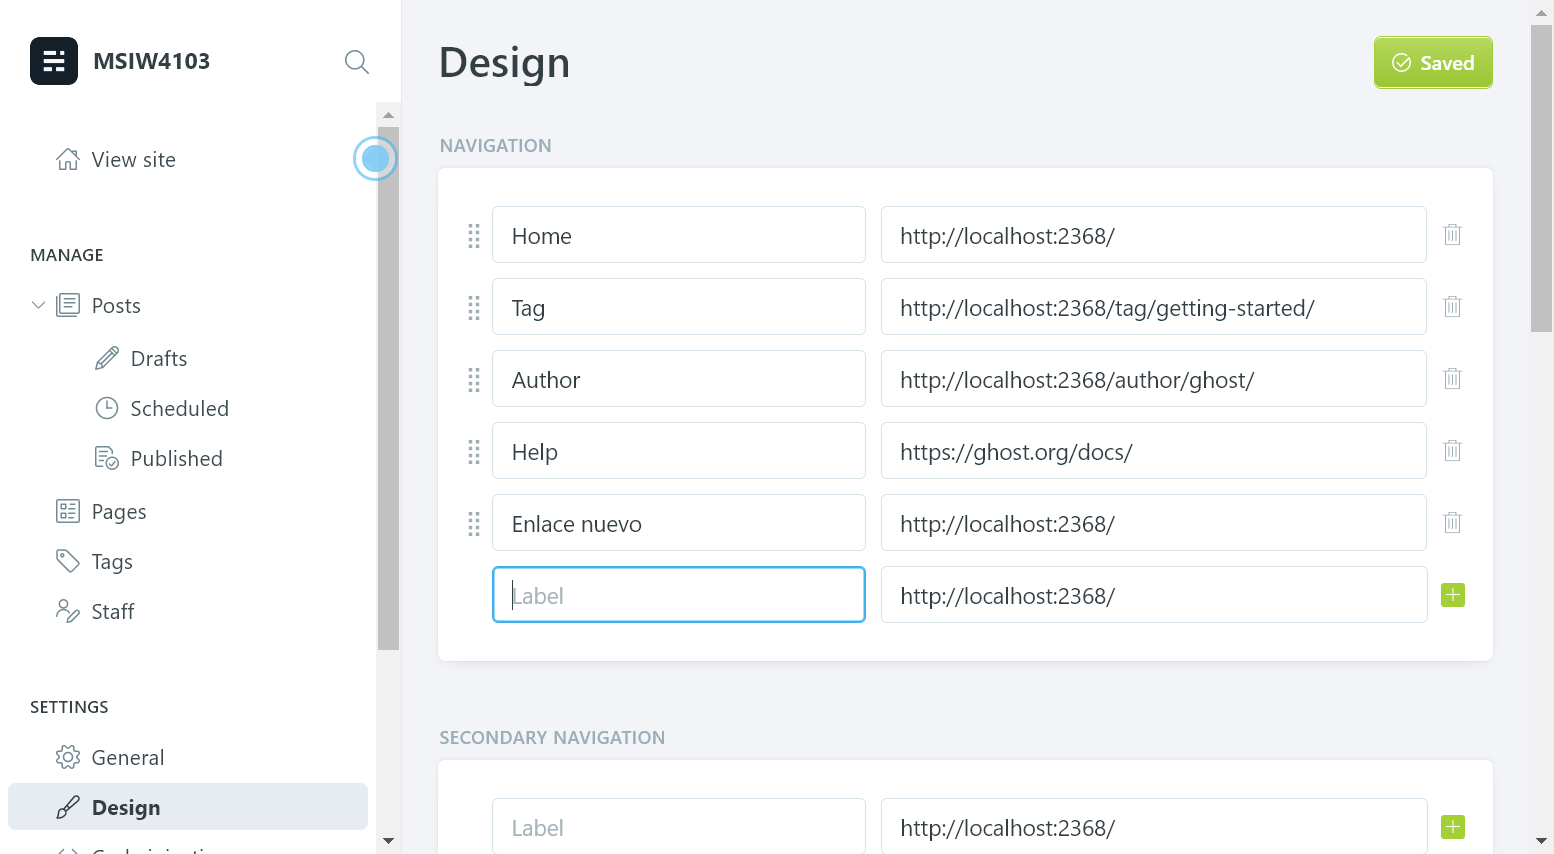 MSIW4103
View site
MANAGE
Posts
Drafts
Scheduled
Published
Pages
Tags
Staff
SETTINGS
General
Design
Design
Saved
NAVIGATION
Home http://localhost:2368/
Tag http://localhost:2368/tag/getting-started/
Author http://localhost:2368/author/ghost/
Help https://ghost.org/docs/
Enlace nuevo http://localhost:2368/
Label http://localhost:2368/
SECONDARY NAVIGATION
Label http://localhost:2368/